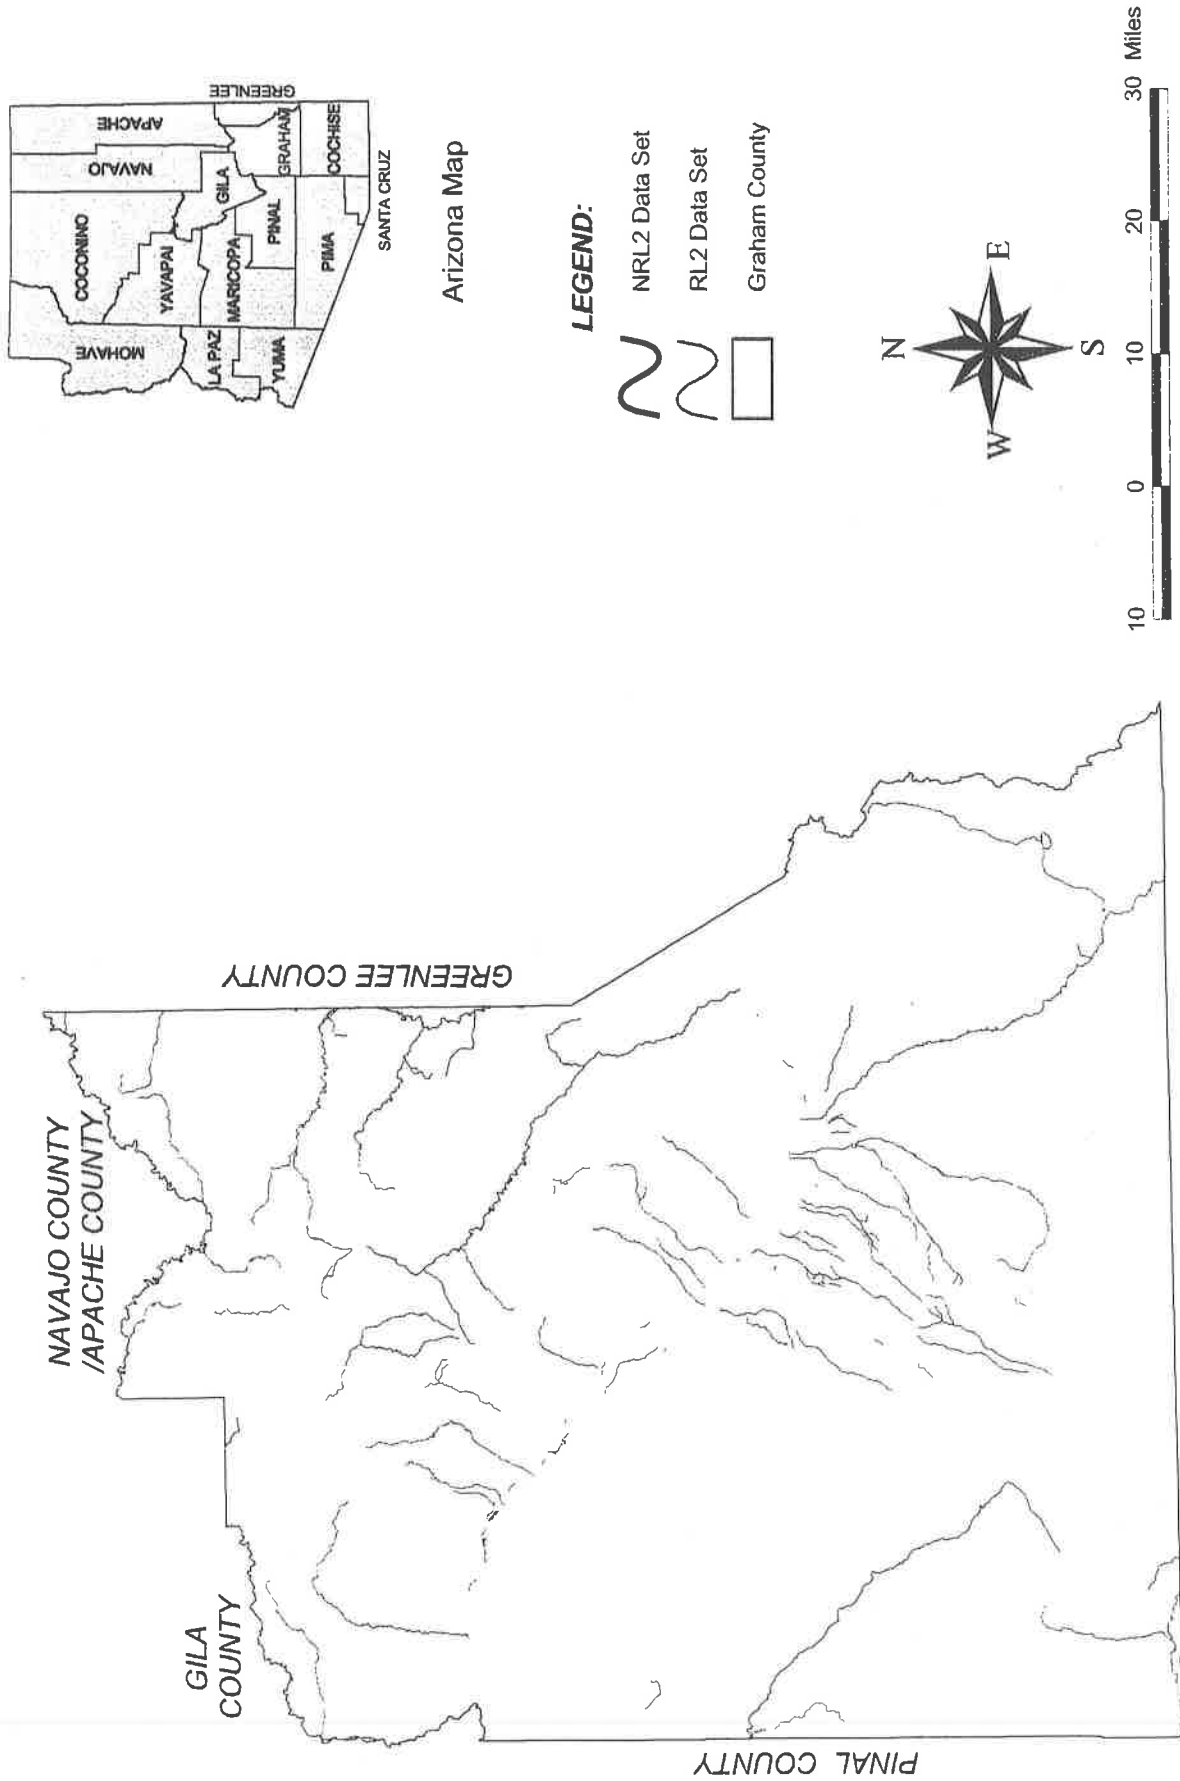 NAVAJO COUNTY
/APACHE COUNTY
GILA
COUNTY
GREENLEE COUNTY
PINAL COUNTY
COCONINO
MOHAVE
NAVAJO
APACHE
YAVAPAI
GILA
GREENLEE
LA PAZ
MARICOPA
GRAHAM
PINAL
YUMA
PIMA
COCHISE
SANTA CRUZ
Arizona Map
LEGEND:
NRL2 Data Set
RL2 Data Set
Graham County
N
W
E
S
10 0 10 20 30 Miles